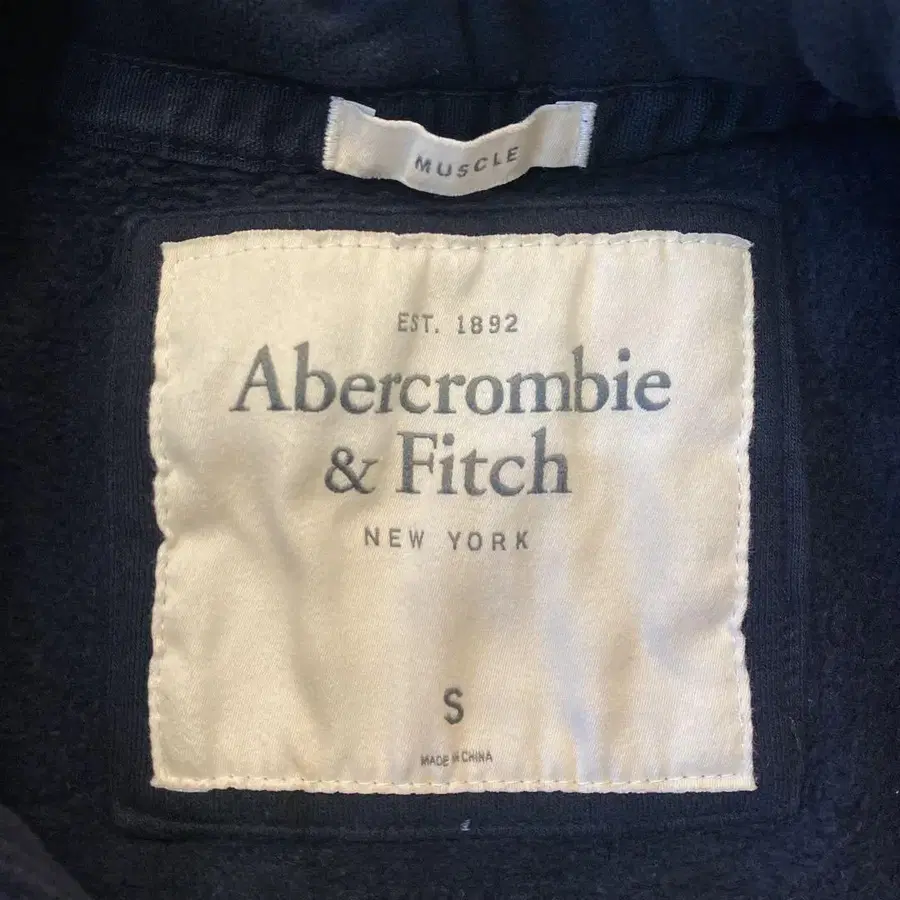 MUSCLE
EST. 1892
Abercrombie
& Fitch
NEW YORK
S
MADE IN CHINA